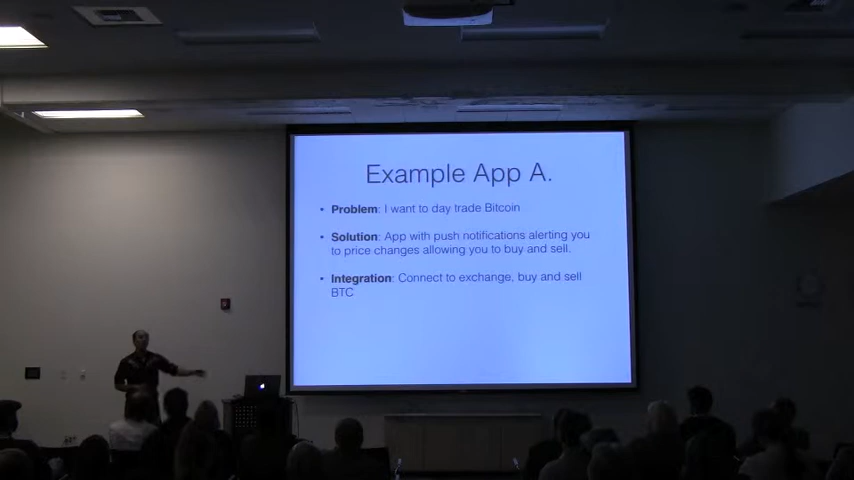 Example App A.
• Problem: I want to day trade Bitcoin
• Solution: App with push notifications alerting you
to price changes allowing you to buy and sell.
• Integration: Connect to exchange, buy and sell
BTC